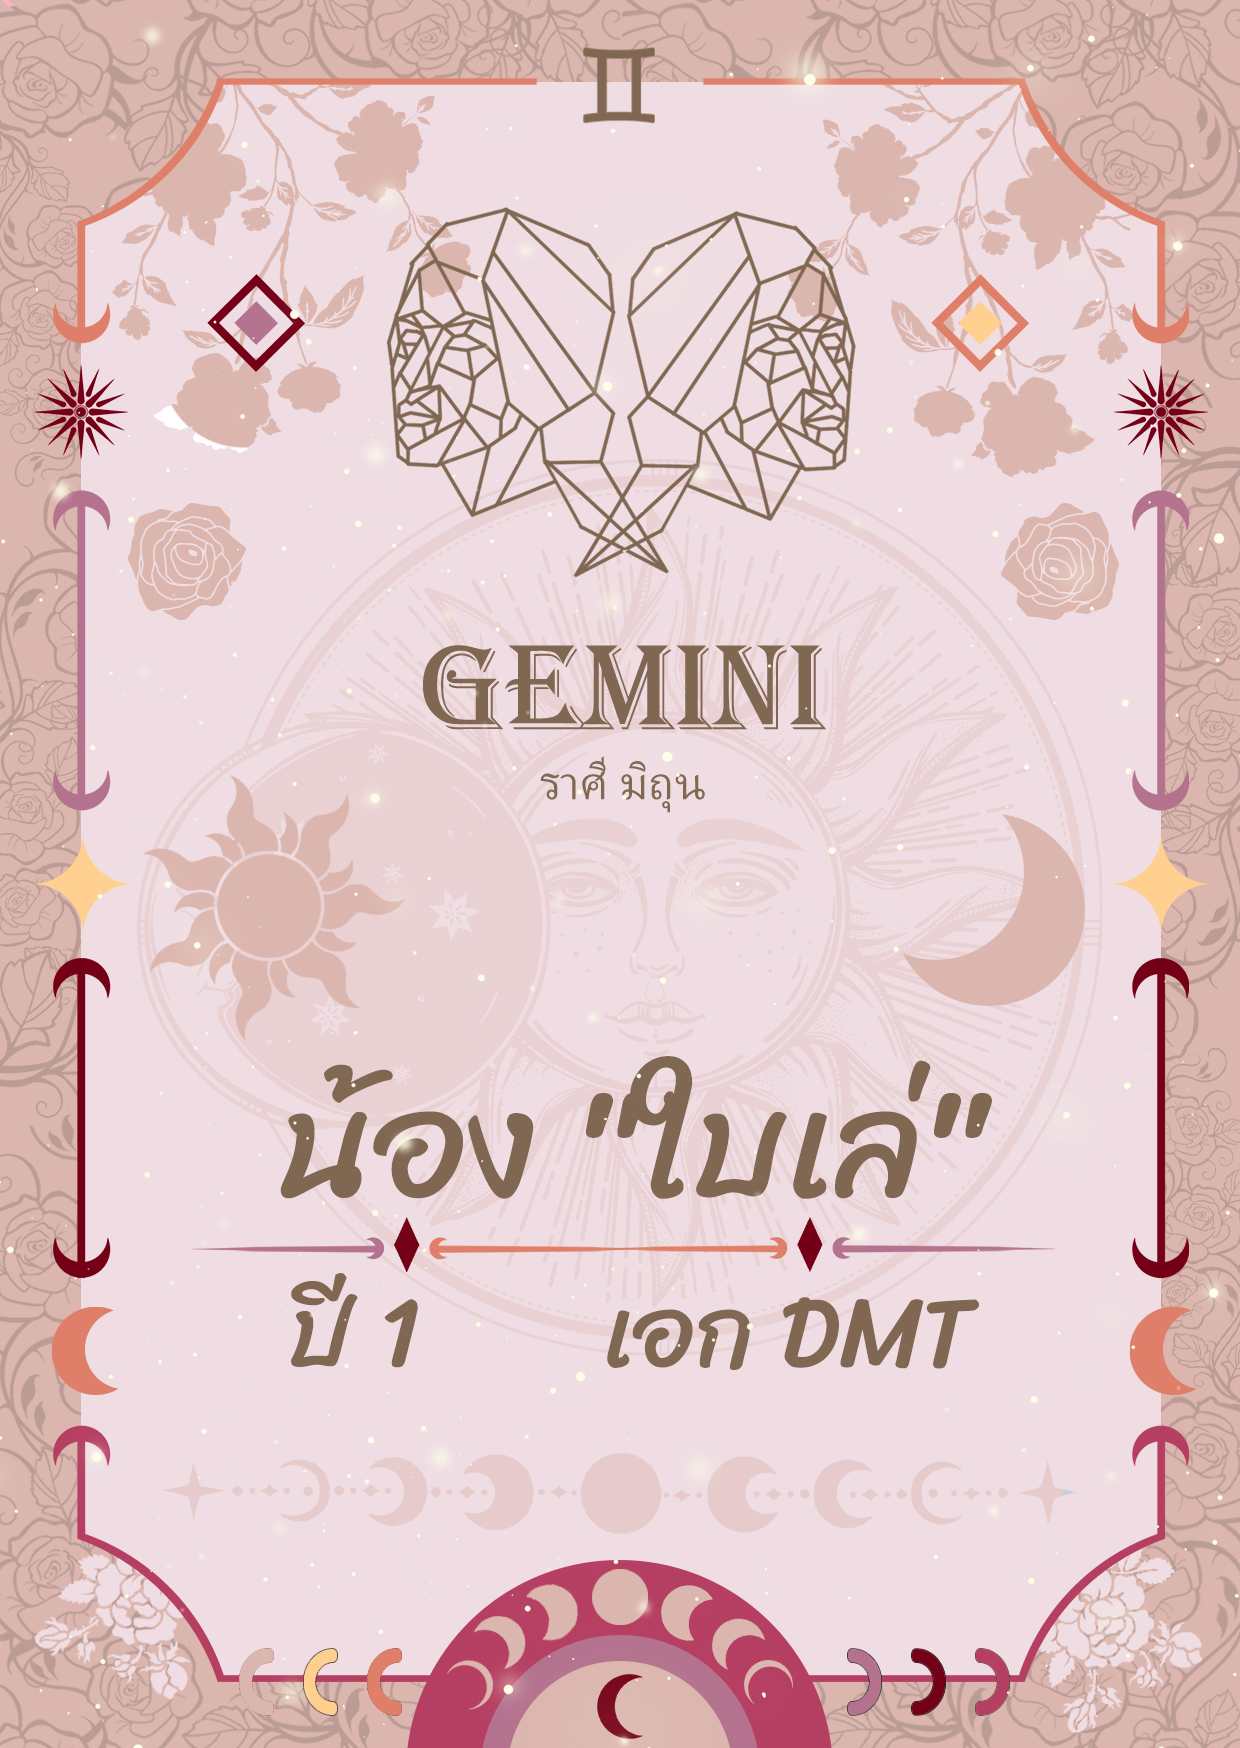 ♊
GEMINI
ราศี มิถุน
น้อง "ใบเล่"
ปี 1 เอก DMT